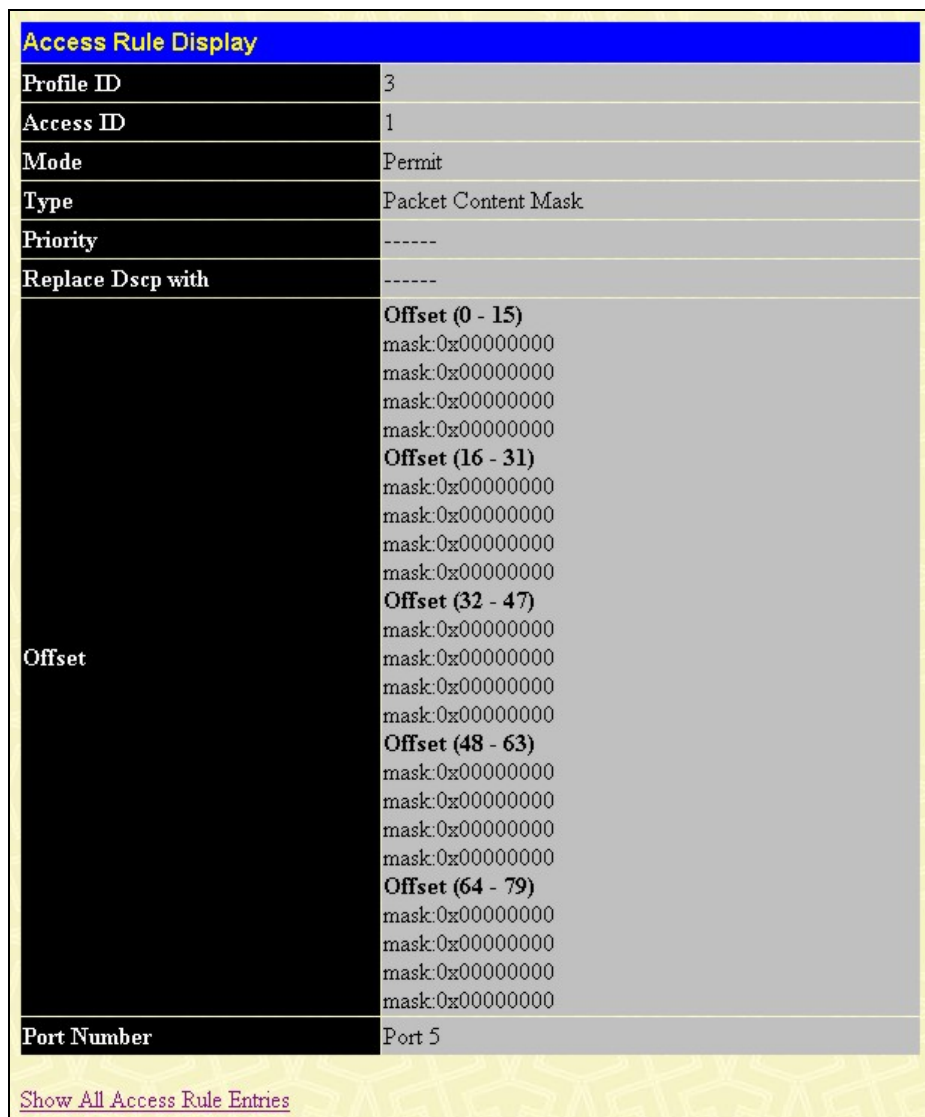 Access Rule Display
Profile ID 3
Access ID 1
Mode Permit
Type Packet Content Mask
Priority ------
Replace Dscp with ------
Offset (0 - 15)
mask:0x00000000
mask:0x00000000
mask:0x00000000
mask:0x00000000
Offset (16 - 31)
mask:0x00000000
mask:0x00000000
mask:0x00000000
mask:0x00000000
Offset (32 - 47)
mask:0x00000000
Offset mask:0x00000000
mask:0x00000000
mask:0x00000000
Offset (48 - 63)
mask:0x00000000
mask:0x00000000
mask:0x00000000
mask:0x00000000
Offset (64 - 79)
mask:0x00000000
mask:0x00000000
mask:0x00000000
mask:0x00000000
Port Number Port 5
Show All Access Rule Entries